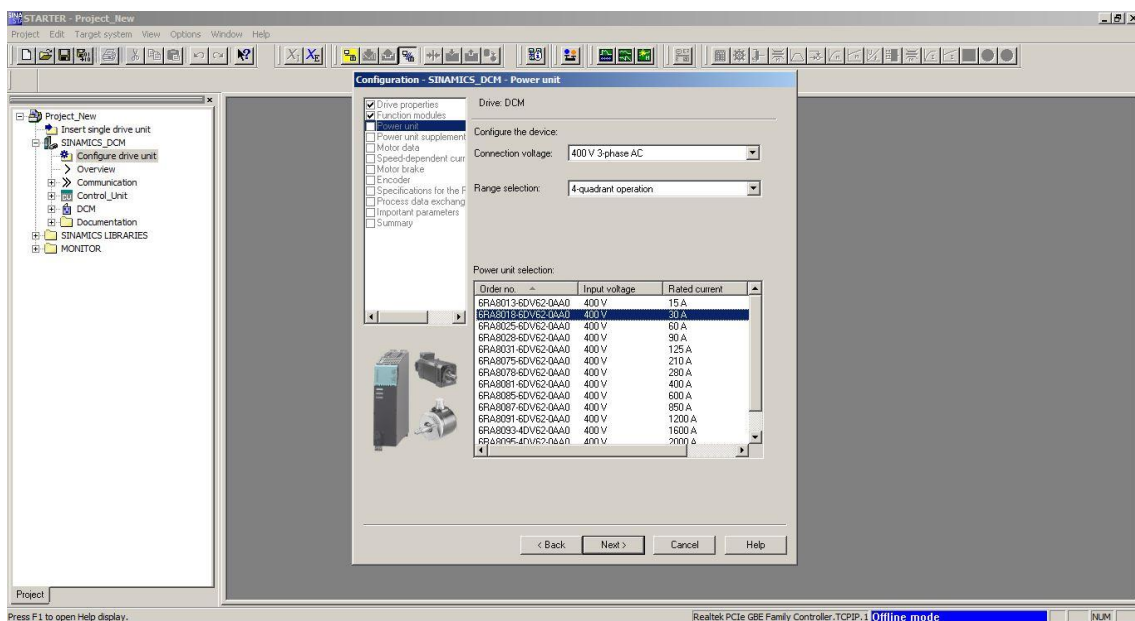 STARTER - Project_New
Project Edit Target system View Options Window Help
Project_New
Insert single drive unit
SINAMICS_DCM
Configure drive unit
Overview
Communication
Control_Unit
DCM
Documentation
SINAMICS LIBRARIES
MONITOR
Project
Configuration - SINAMICS_DCM - Power unit
Drive properties
Function modules
Power unit
Power unit supplement
Motor data
Speed-dependent curr
Motor brake
Encoder
Specifications for the P
Process data exchang
Important parameters
Summary
Drive: DCM
Configure the device:
Connection voltage: 400 V 3-phase AC
Range selection: 4-quadrant operation
Power unit selection:
Order no. Input voltage Rated current
6RA8013-6DV62-0AA0 400 V 15 A
6RA8018-6DV62-0AA0 400 V 30 A
6RA8025-6DV62-0AA0 400 V 60 A
6RA8028-6DV62-0AA0 400 V 90 A
6RA8031-6DV62-0AA0 400 V 125 A
6RA8075-6DV62-0AA0 400 V 210 A
6RA8078-6DV62-0AA0 400 V 280 A
6RA8081-6DV62-0AA0 400 V 400 A
6RA8085-6DV62-0AA0 400 V 600 A
6RA8087-6DV62-0AA0 400 V 850 A
6RA8091-6DV62-0AA0 400 V 1200 A
6RA8093-4DV62-0AA0 400 V 1600 A
6RA8095-4DV62-0AA0 400 V 2000 A
< Back Next > Cancel Help
Press F1 to open Help display. Realtek PCIe GBE Family Controller.TCPIP.1 Offline mode NUM